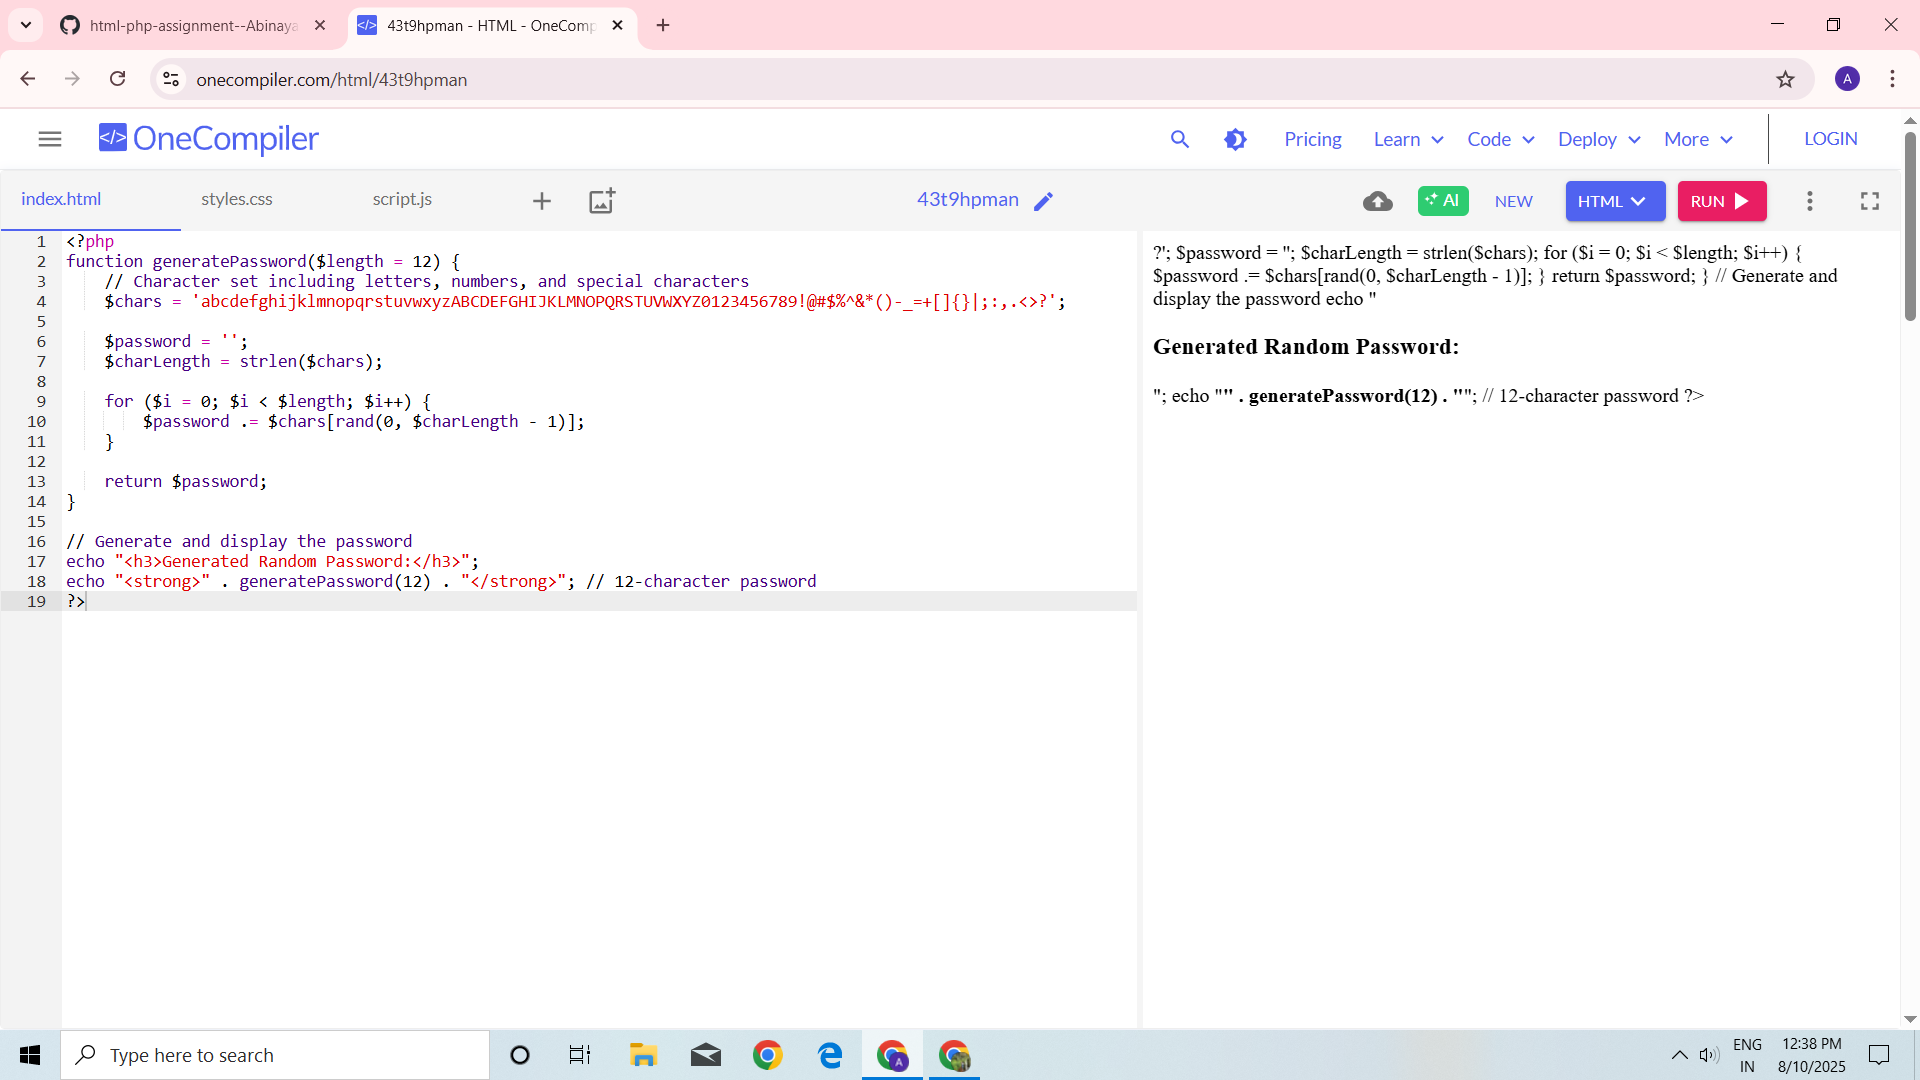 html-php-assignment--Abinaya
43t9hpman - HTML - OneComp
onecompiler.com/html/43t9hpman
A
</> OneCompiler
Pricing
Learn
Code
Deploy
More
LOGIN
index.html
styles.css
script.js
43t9hpman
AI
NEW
HTML
RUN
1 <?php
2 function generatePassword($length = 12) {
3 // Character set including letters, numbers, and special characters
4 $chars = 'abcdefghijklmnopqrstuvwxyzABCDEFGHIJKLMNOPQRSTUVWXYZ0123456789!@#$%^&*()-_=+[]{}|;:,.<>?';
5
6 $password = '';
7 $charLength = strlen($chars);
8
9 for ($i = 0; $i < $length; $i++) {
10 $password .= $chars[rand(0, $charLength - 1)];
11 }
12
13 return $password;
14 }
15
16 // Generate and display the password
17 echo "<h3>Generated Random Password:</h3>";
18 echo "<strong>" . generatePassword(12) . "</strong>"; // 12-character password
19 ?>
?'; $password = ''; $charLength = strlen($chars); for ($i = 0; $i < $length; $i++) {
$password .= $chars[rand(0, $charLength - 1)]; } return $password; } // Generate and
display the password echo "
Generated Random Password:
"; echo "" . generatePassword(12) . ""; // 12-character password ?>
Type here to search
ENG
IN
12:38 PM
8/10/2025